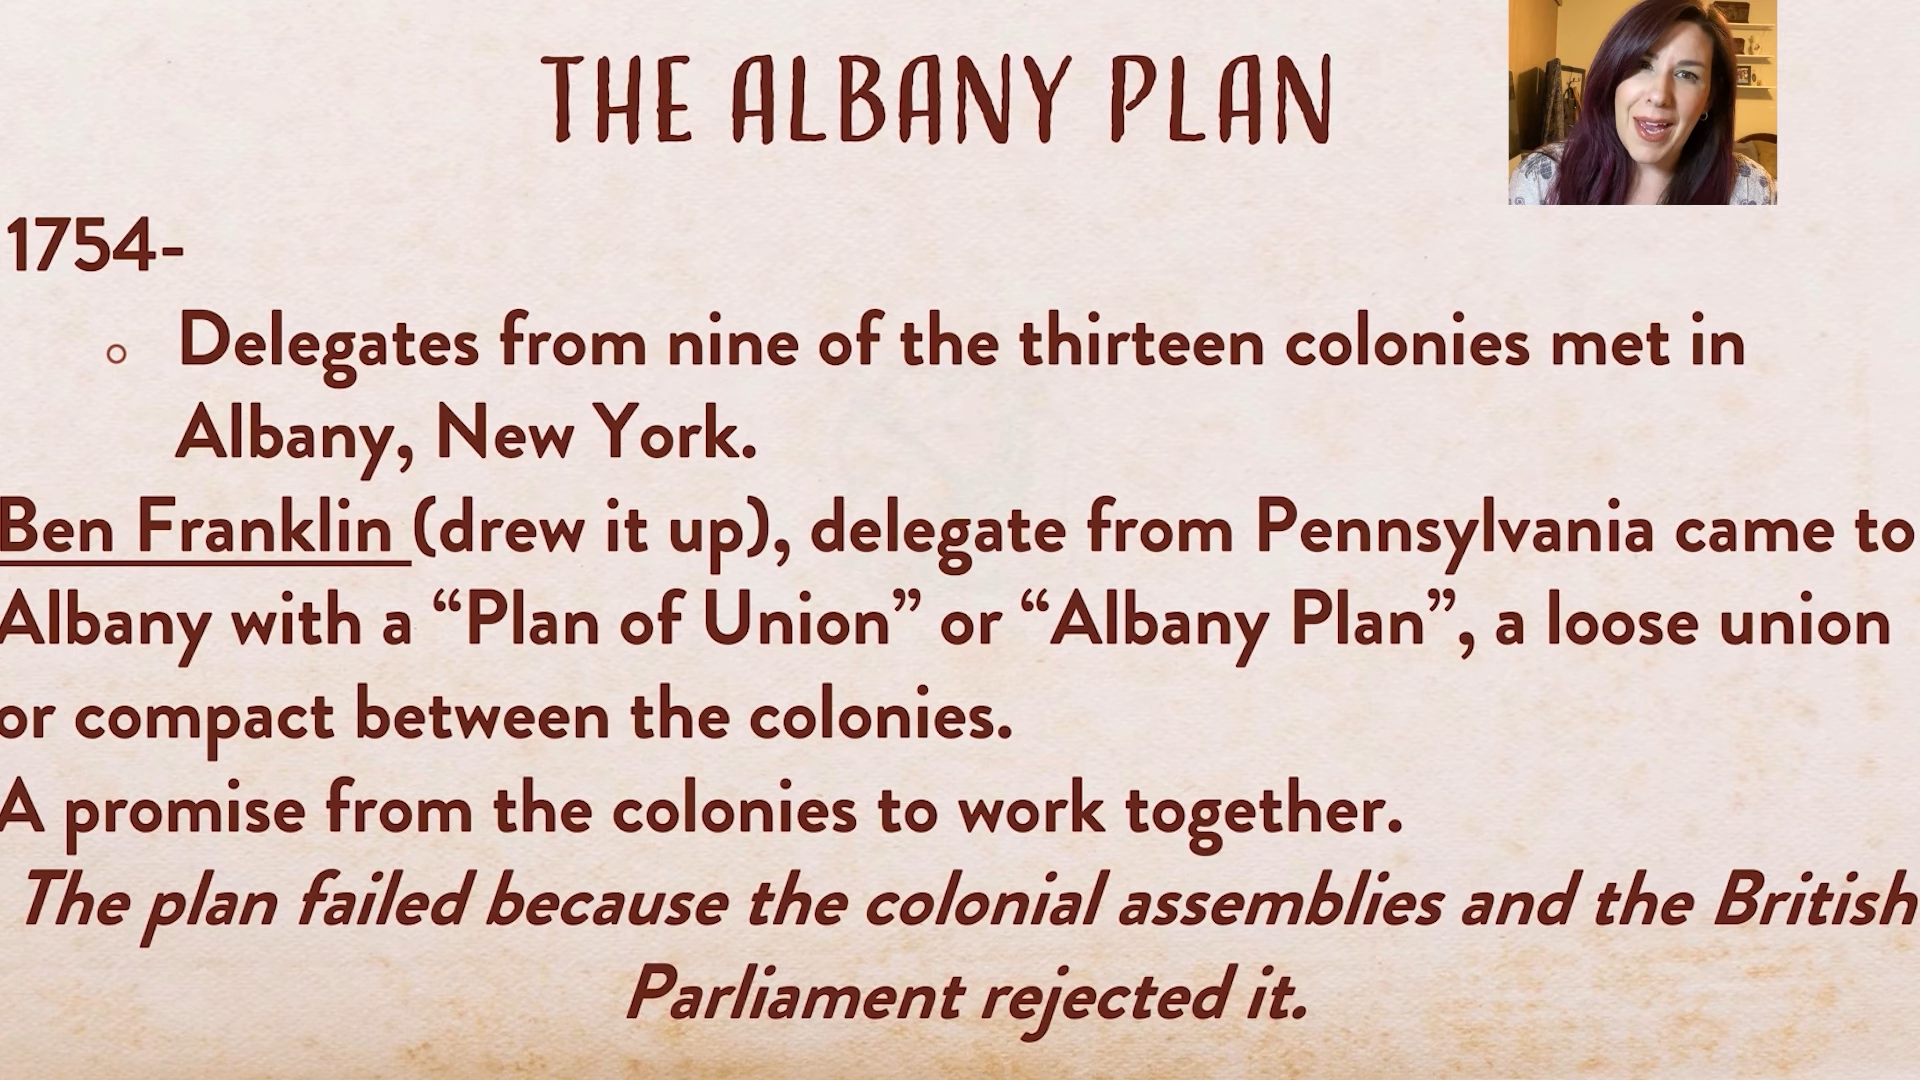 THE ALBANY PLAN
1754-
○ Delegates from nine of the thirteen colonies met in
Albany, New York.
Ben Franklin (drew it up), delegate from Pennsylvania came to
Albany with a “Plan of Union” or “Albany Plan”, a loose union
or compact between the colonies.
A promise from the colonies to work together.
The plan failed because the colonial assemblies and the British
Parliament rejected it.